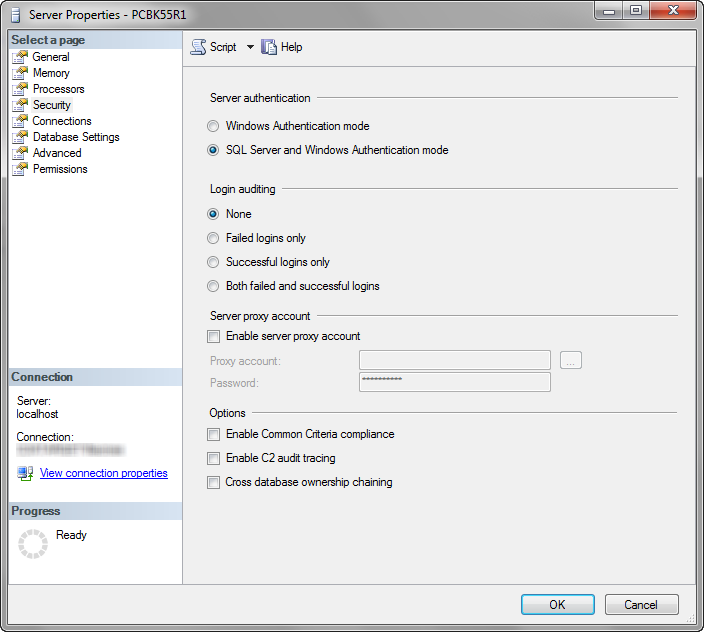 Server Properties - PCBK55R1
Select a page
General
Memory
Processors
Security
Connections
Database Settings
Advanced
Permissions
Script
Help
Server authentication
Windows Authentication mode
SQL Server and Windows Authentication mode
Login auditing
None
Failed logins only
Successful logins only
Both failed and successful logins
Server proxy account
Enable server proxy account
Proxy account:
...
Password:
**********
Options
Enable Common Criteria compliance
Enable C2 audit tracing
Cross database ownership chaining
Connection
Server:
localhost
Connection:
View connection properties
Progress
Ready
OK
Cancel